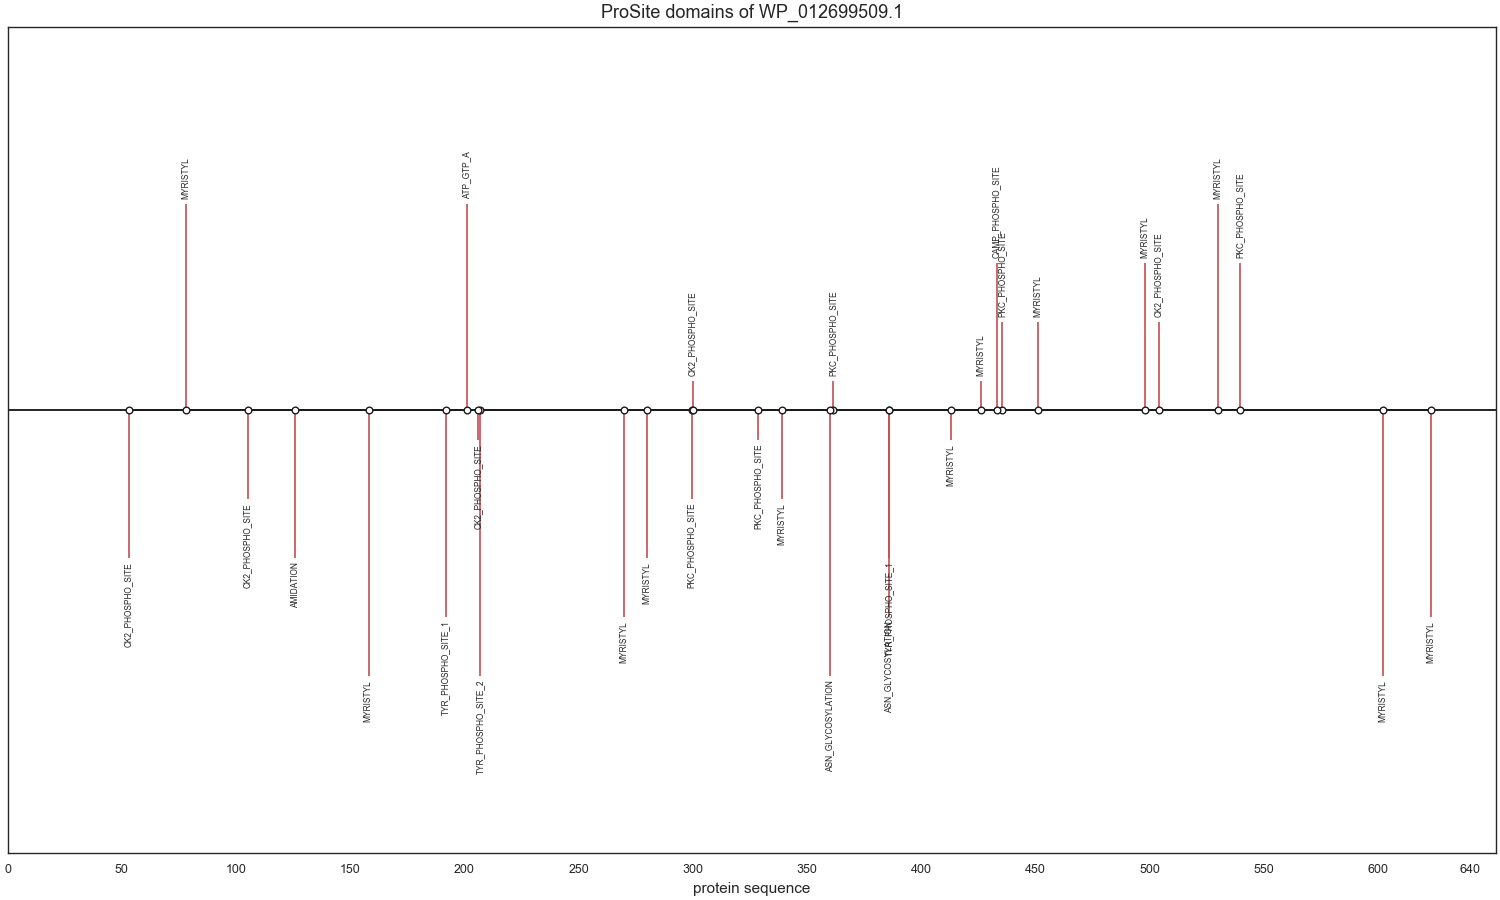 ProSite domains of WP_012699509.1
MYRISTYL
ATP_GTP_A
CK2_PHOSPHO_SITE
PKC_PHOSPHO_SITE
MYRISTYL
CAMP_PHOSPHO_SITE
PKC_PHOSPHO_SITE
MYRISTYL
MYRISTYL
CK2_PHOSPHO_SITE
MYRISTYL
PKC_PHOSPHO_SITE
CK2_PHOSPHO_SITE
CK2_PHOSPHO_SITE
AMIDATION
MYRISTYL
TYR_PHOSPHO_SITE_1
CK2_PHOSPHO_SITE
TYR_PHOSPHO_SITE_2
MYRISTYL
MYRISTYL
PKC_PHOSPHO_SITE
PKC_PHOSPHO_SITE
MYRISTYL
ASN_GLYCOSYLATION
TYR_PHOSPHO_SITE_1
ASN_GLYCOSYLATION
MYRISTYL
MYRISTYL
MYRISTYL
0 50 100 150 200 250 300 350 400 450 500 550 600 640
protein sequence